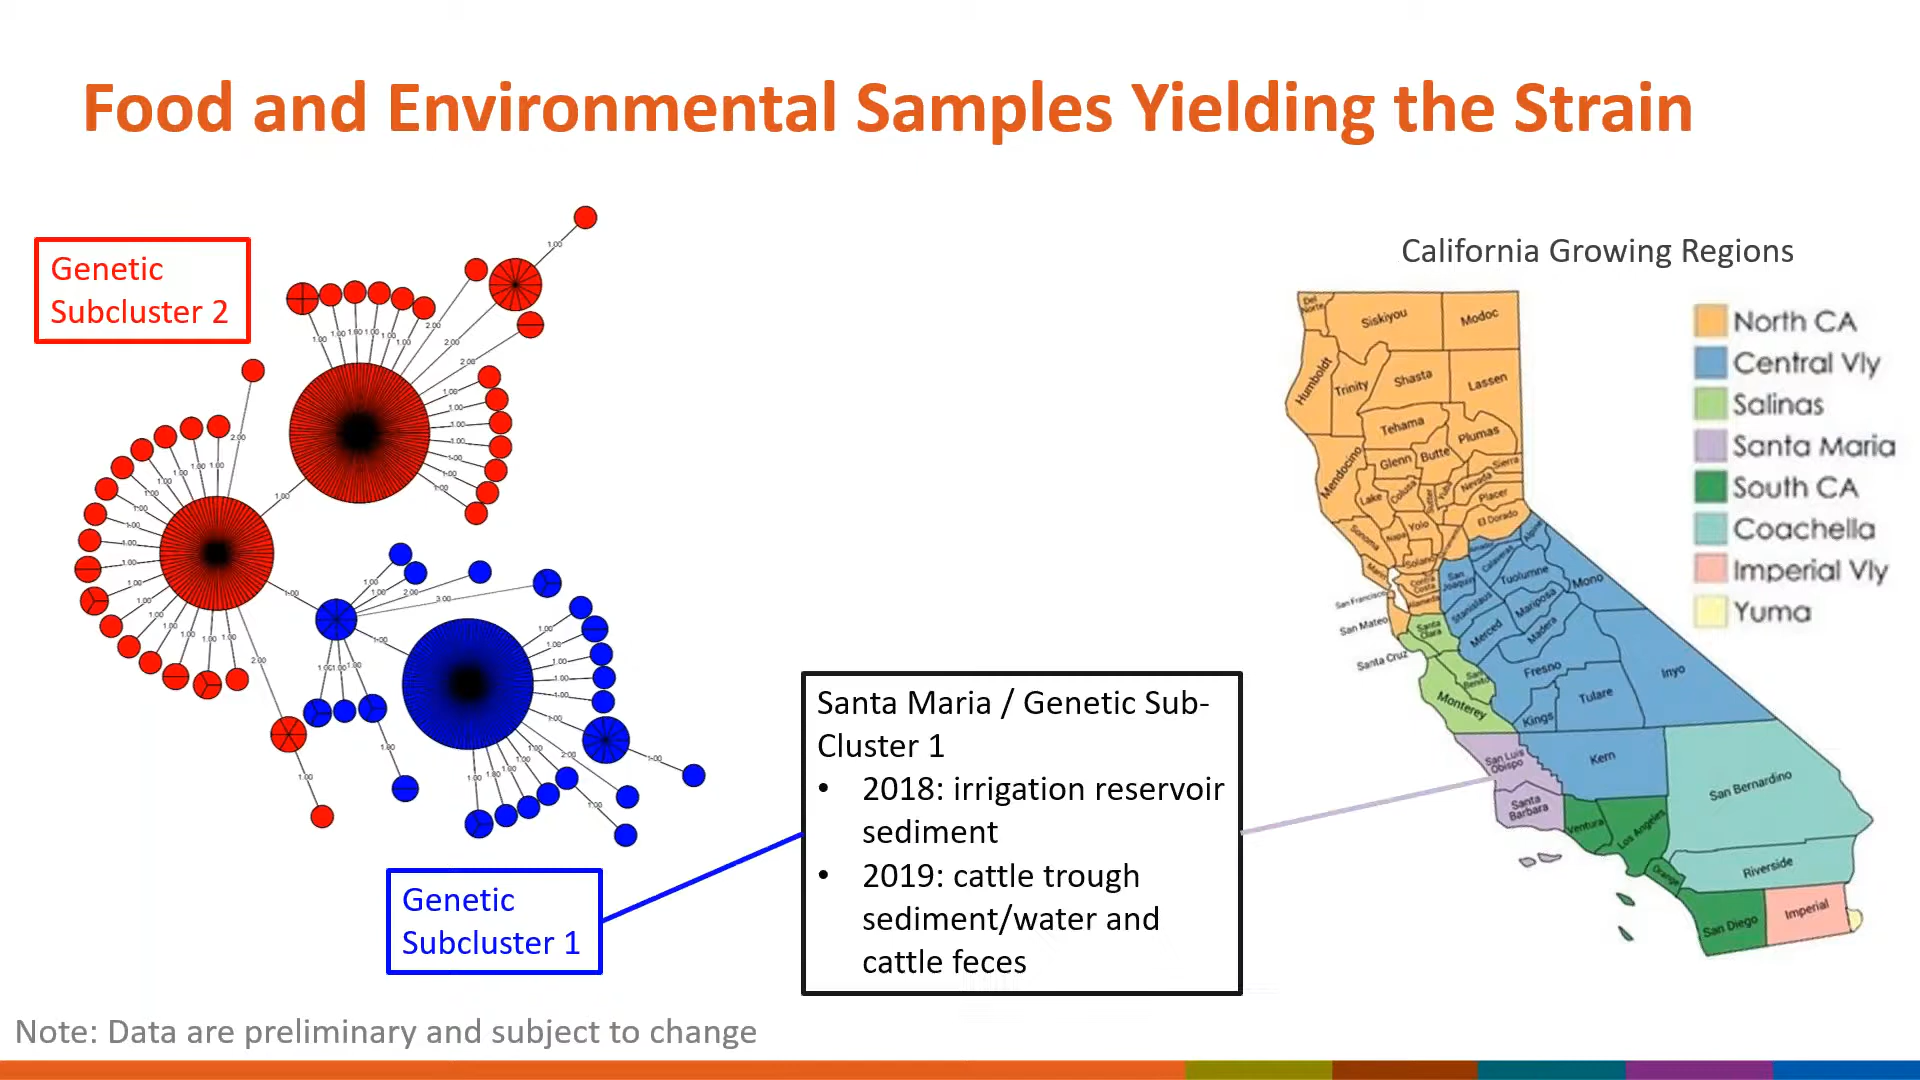 Food and Environmental Samples Yielding the Strain
Genetic
Subcluster 2
Genetic
Subcluster 1
Santa Maria / Genetic Sub-
Cluster 1
• 2018: irrigation reservoir
sediment
• 2019: cattle trough
sediment/water and
cattle feces
California Growing Regions
North CA
Central Vly
Salinas
Santa Maria
South CA
Coachella
Imperial Vly
Yuma
Del
Norte
Siskiyou
Modoc
Humboldt
Trinity
Shasta
Lassen
Tehama
Plumas
Mendocino
Glenn
Butte
Sierra
Lake
Colusa
Yuba
Nevada
Placer
Sonoma
Napa
Yolo
El Dorado
Marin
Solano
Contra
Costa
Alameda
San Francisco
San Mateo
Santa Cruz
Santa
Clara
San
Joaquin
Calaveras
Alpine
Tuolumne
Mono
Stanislaus
Mariposa
Merced
Madera
San
Benito
Monterey
Fresno
Inyo
Kings
Tulare
San Luis
Obispo
Kern
San Bernardino
Santa
Barbara
Ventura
Los Angeles
Orange
Riverside
San Diego
Imperial
Note: Data are preliminary and subject to change